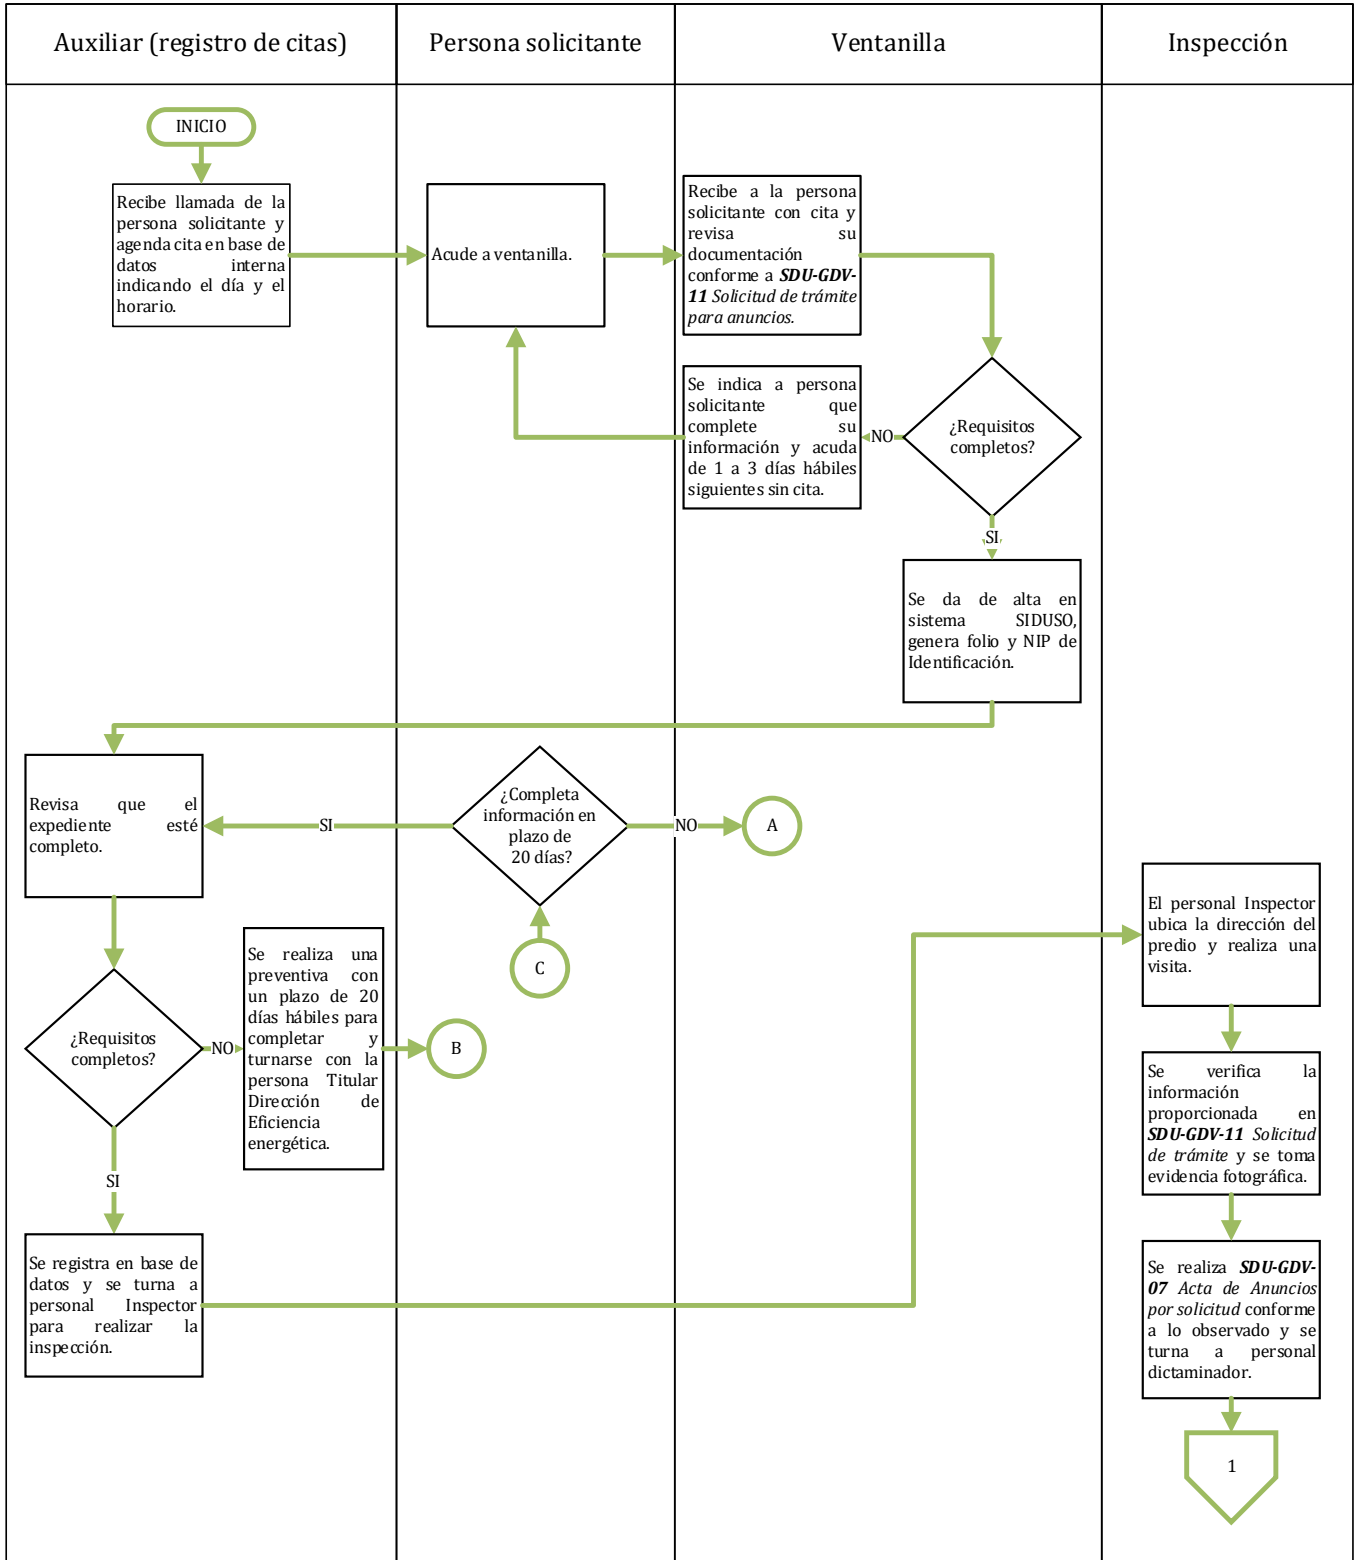 Auxiliar (registro de citas)
Persona solicitante
Ventanilla
Inspección
INICIO
Recibe llamada de la
persona solicitante y
agenda cita en base de
datos interna
indicando el día y el
horario.
Acude a ventanilla.
Recibe a la persona
solicitante con cita y
revisa su
documentación
conforme a SDU-GDV-
11 Solicitud de trámite
para anuncios.
¿Requisitos
completos?
NO
Se indica a persona
solicitante que
complete su
información y acuda
de 1 a 3 días hábiles
siguientes sin cita.
SI
Se da de alta en
sistema SIDUSO,
genera folio y NIP de
Identificación.
Revisa que el
expediente esté
completo.
SI
¿Completa
información en
plazo de
20 días?
NO
A
C
¿Requisitos
completos?
NO
Se realiza una
preventiva con
un plazo de 20
días hábiles para
completar y
turnarse con la
persona Titular
Dirección de
Eficiencia
energética.
B
SI
Se registra en base de
datos y se turna a
personal Inspector
para realizar la
inspección.
El personal Inspector
ubica la dirección del
predio y realiza una
visita.
Se verifica la
información
proporcionada en
SDU-GDV-11 Solicitud
de trámite y se toma
evidencia fotográfica.
Se realiza SDU-GDV-
07 Acta de Anuncios
por solicitud conforme
a lo observado y se
turna a personal
dictaminador.
1